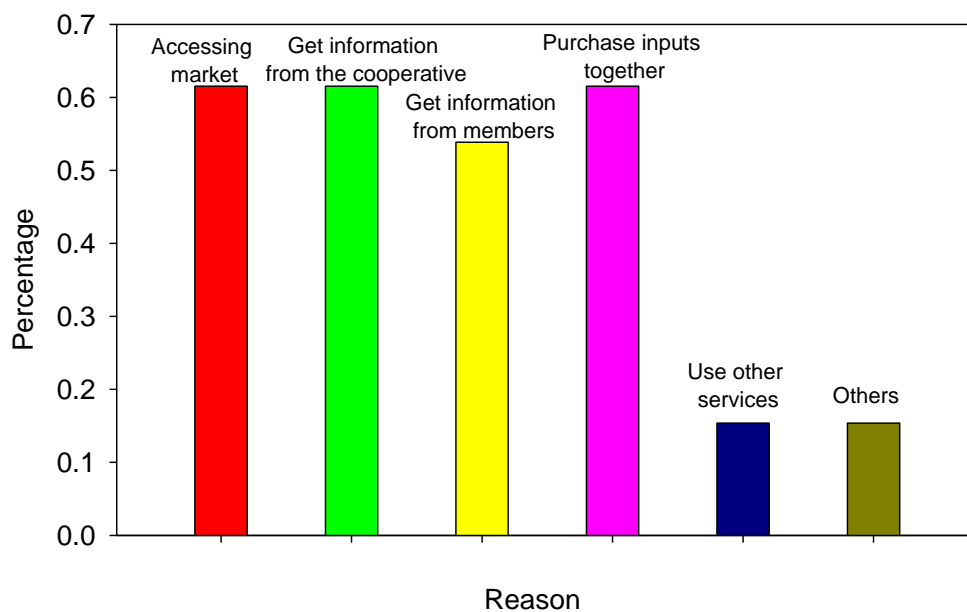 0.7
0.6
0.5
0.4
0.3
0.2
0.1
0.0
Percentage
Accessing
market
Get information
from the cooperative
Get information
from members
Purchase inputs
together
Use other
services
Others
Reason